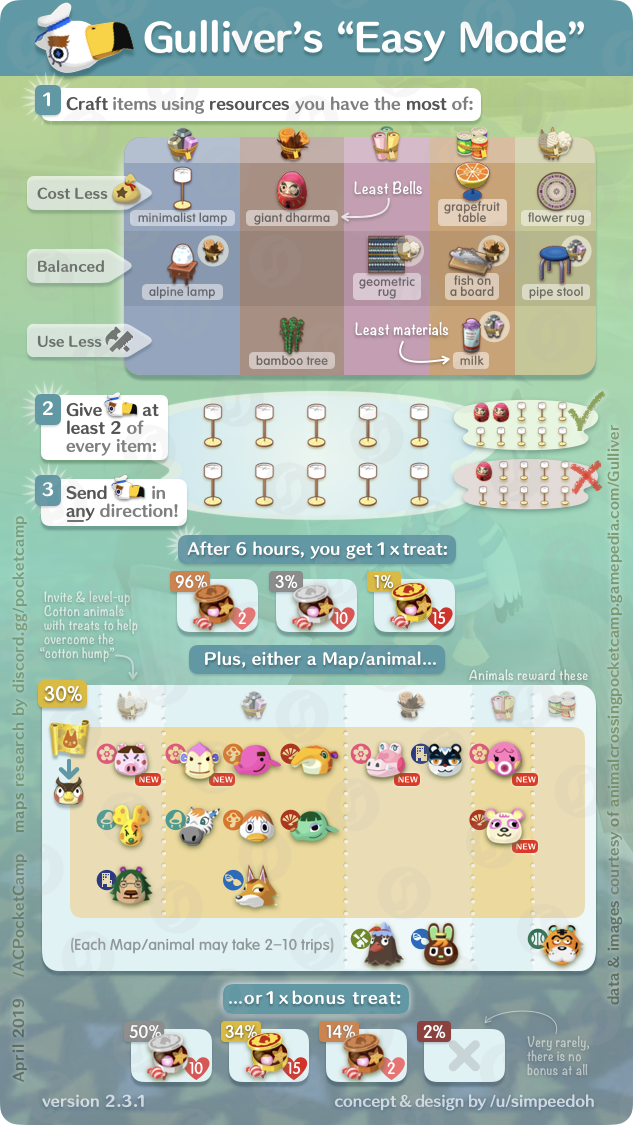 Gulliver's “Easy Mode”
1 Craft items using resources you have the most of:
Cost Less
Least Bells
minimalist lamp
giant dharma
grapefruit
table
flower rug
Balanced
alpine lamp
geometric
rug
fish on
a board
pipe stool
Use Less
Least materials
bamboo tree
milk
2 Give at
least 2 of
every item:
3 Send in
any direction!
After 6 hours, you get 1 x treat:
96%
2
3%
10
1%
15
Invite & level-up
Cotton animals
with treats to help
overcome the
“cotton hump”
Plus, either a Map/animal...
Animals reward these
30%
NEW
NEW
NEW
NEW
NEW
(Each Map/animal may take 2–10 trips)
...or 1 x bonus treat:
50%
10
34%
15
14%
2
2%
Very rarely,
there is no
bonus at all
version 2.3.1
concept & design by /u/simpeedoh
April 2019 /ACPocketCamp maps research by discord.gg/pocketcamp
data & images courtesy of animalcrossingpocketcamp.gamepedia.com/Gulliver